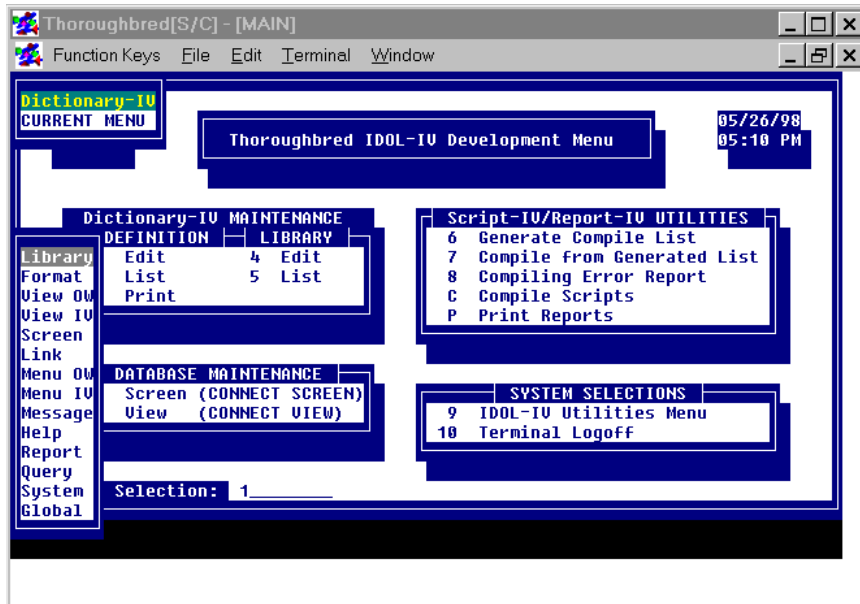 Thoroughbred[S/C] - [MAIN]
Function Keys File Edit Terminal Window
Dictionary-IV
CURRENT MENU
Thoroughbred IDOL-IV Development Menu
05/26/98
05:10 PM
Dictionary-IV MAINTENANCE
DEFINITION LIBRARY
Edit 4 Edit
List 5 List
Print
Script-IV/Report-IV UTILITIES
6 Generate Compile List
7 Compile from Generated List
8 Compiling Error Report
C Compile Scripts
P Print Reports
Library
Format
View OW
View IV
Screen
Link
Menu OW
Menu IV
Message
Help
Report
Query
System
Global
DATABASE MAINTENANCE
Screen (CONNECT SCREEN)
View (CONNECT VIEW)
SYSTEM SELECTIONS
9 IDOL-IV Utilities Menu
10 Terminal Logoff
Selection: 1